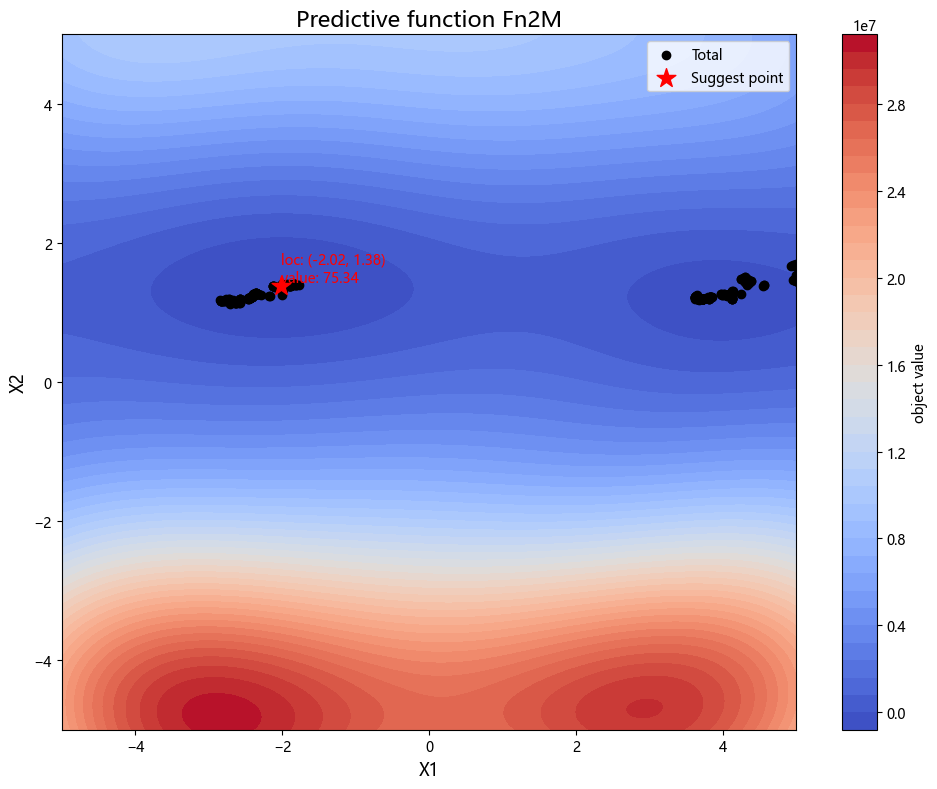 Predictive function Fn2M
1e7
Total
Suggest point
loc: (-2.02, 1.38)
value: 75.34
4
2
0
−2
−4
X2
−4
−2
0
2
4
X1
2.8
2.4
2.0
1.6
1.2
0.8
0.4
0.0
object value